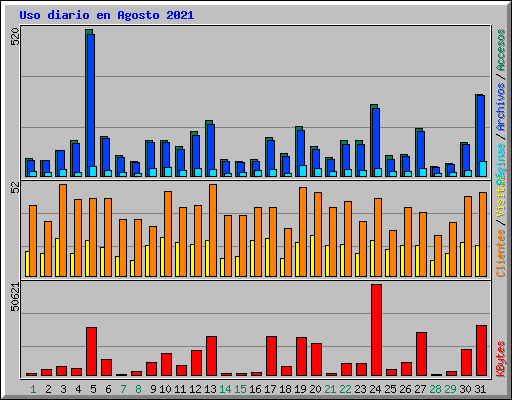 Uso diario en Agosto 2021
520
52
50621
Accesos / Archivos / Páginas
Clientes / Visitas
KBytes
1 2 3 4 5 6 7 8 9 10 11 12 13 14 15 16 17 18 19 20 21 22 23 24 25 26 27 28 29 30 31